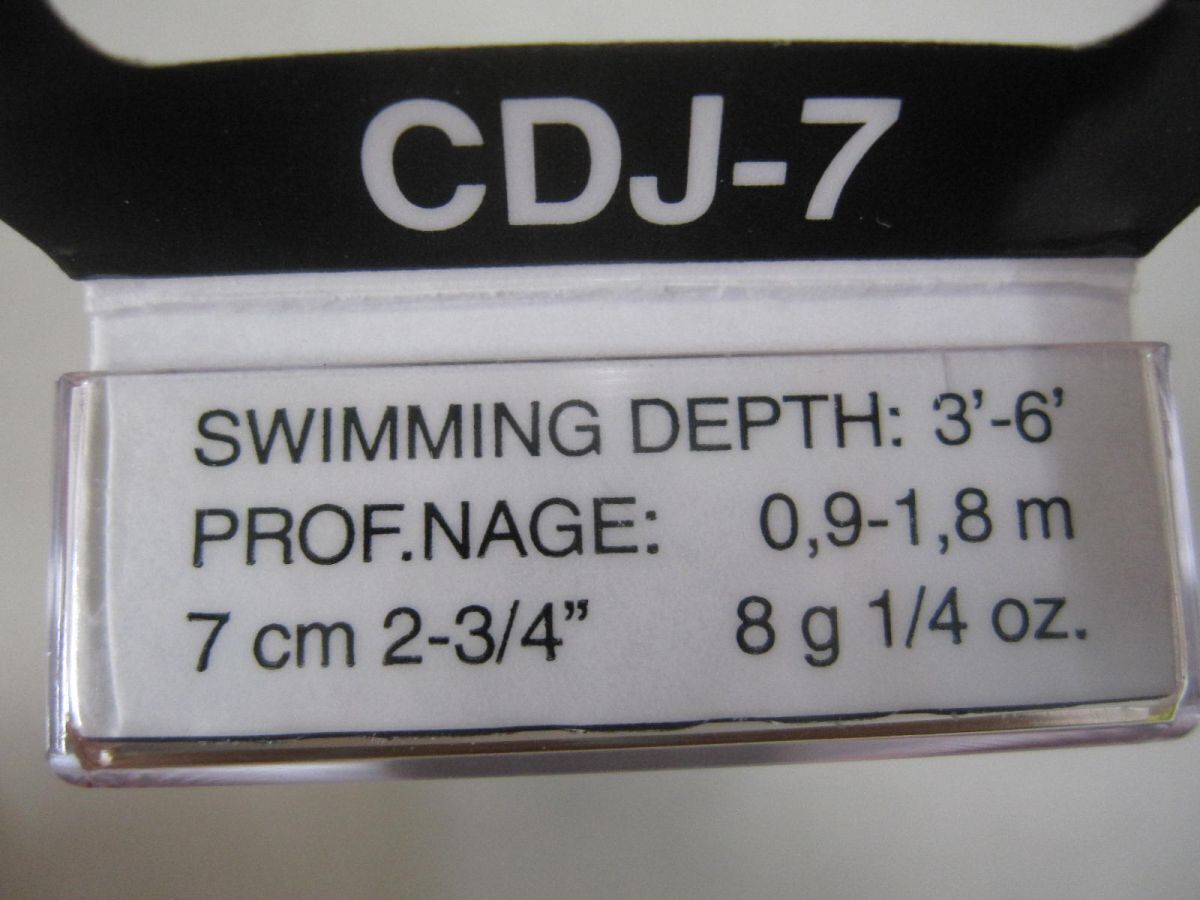 CDJ-7
SWIMMING DEPTH: 3'-6'
PROF.NAGE: 0,9-1,8 m
7 cm 2-3/4” 8 g 1/4 oz.